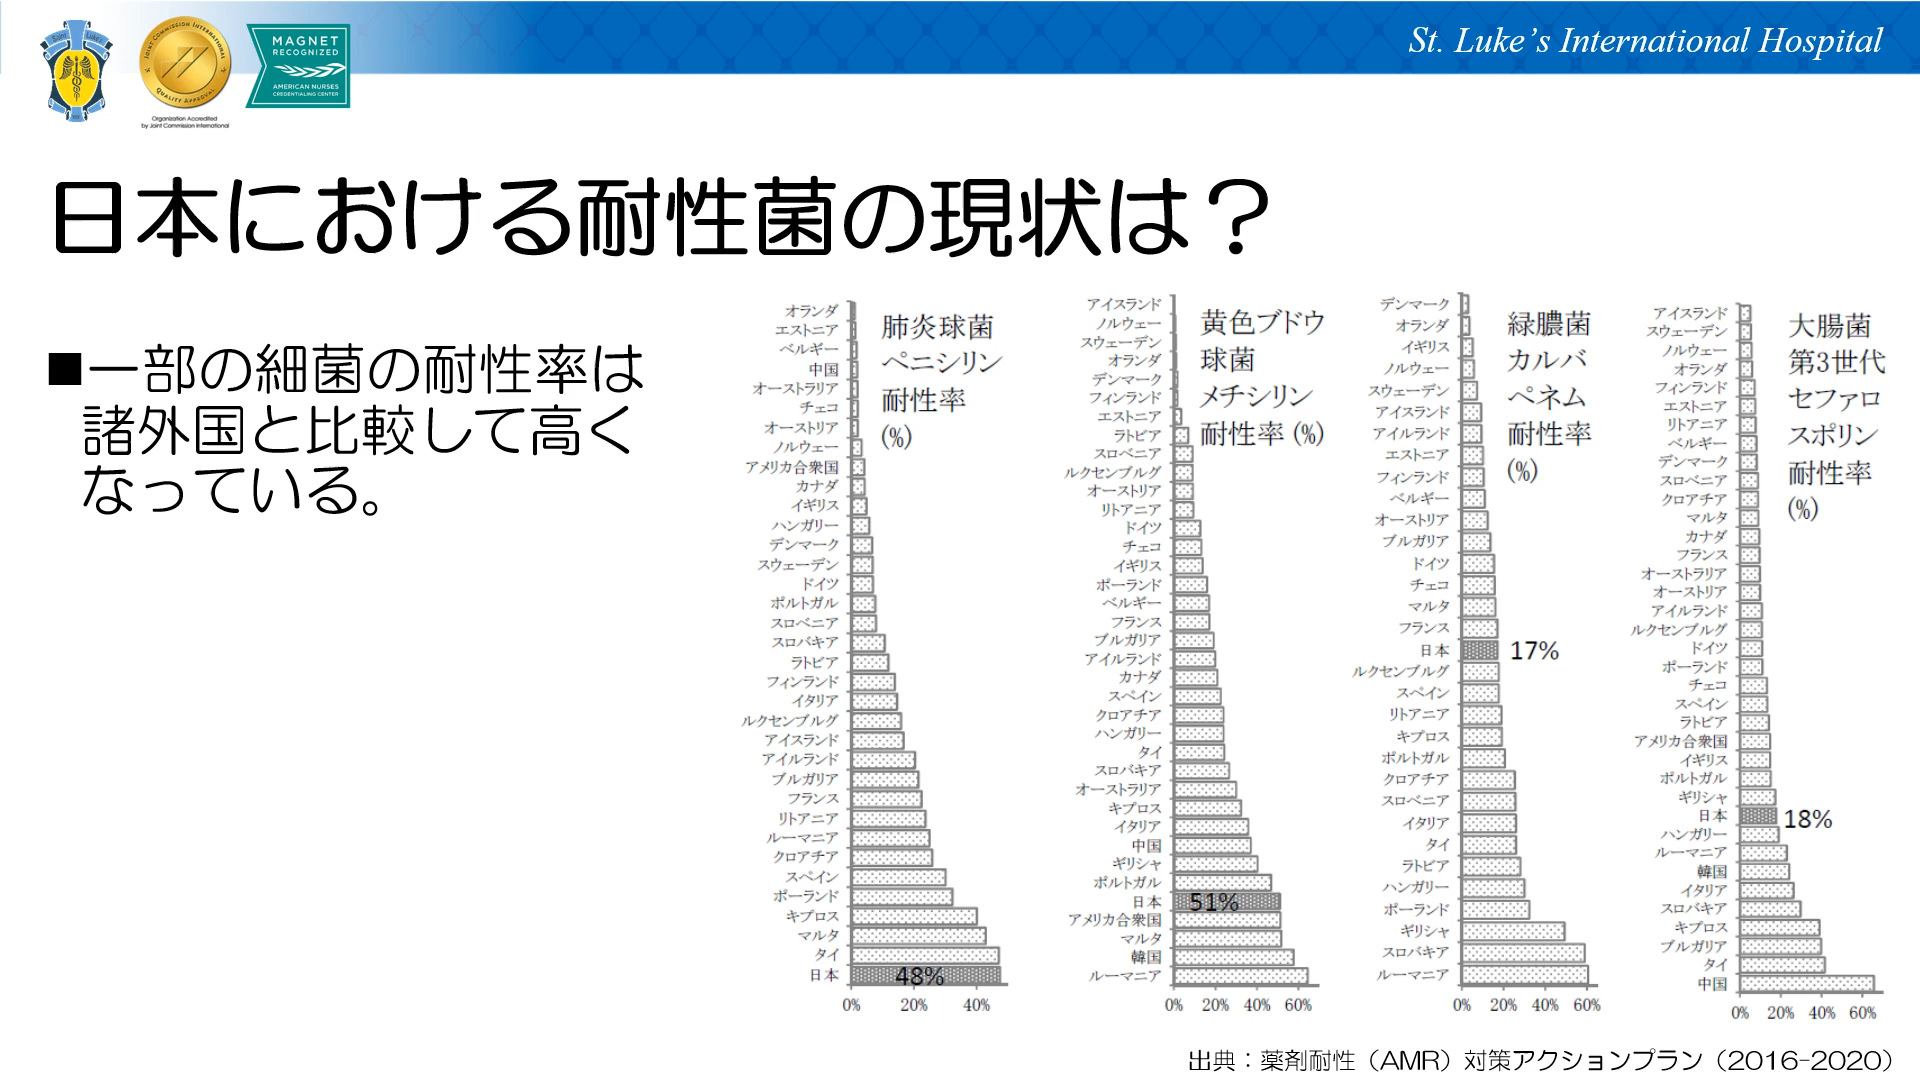 St. Luke's International Hospital
Saint Luke's
JOINT COMMISSION INTERNATIONAL
QUALITY APPROVAL
Organization Accredited
by Joint Commission International
MAGNET
RECOGNIZED
AMERICAN NURSES
CREDENTIALING CENTER
日本における耐性菌の現状は？
■一部の細菌の耐性率は
諸外国と比較して高く
なっている。
肺炎球菌
ペニシリン
耐性率
(%)
オランダ
エストニア
ベルギー
中国
オーストラリア
チェコ
オーストリア
ノルウェー
アメリカ合衆国
カナダ
イギリス
ハンガリー
デンマーク
スウェーデン
ドイツ
ポルトガル
スロベニア
スロバキア
ラトビア
フィンランド
イタリア
ルクセンブルグ
アイスランド
アイルランド
ブルガリア
フランス
リトアニア
ルーマニア
クロアチア
スペイン
ポーランド
キプロス
マルタ
タイ
日本 48%
0% 20% 40%
黄色ブドウ
球菌
メチシリン
耐性率 (%)
アイスランド
ノルウェー
スウェーデン
オランダ
デンマーク
フィンランド
エストニア
ラトビア
スロベニア
ルクセンブルグ
オーストリア
リトアニア
ドイツ
チェコ
イギリス
ポーランド
ベルギー
フランス
ブルガリア
アイルランド
カナダ
スペイン
クロアチア
ハンガリー
タイ
スロバキア
オーストラリア
キプロス
イタリア
中国
ギリシャ
ポルトガル
日本 51%
アメリカ合衆国
マルタ
韓国
ルーマニア
0% 20% 40% 60%
緑膿菌
カルバ
ペネム
耐性率
(%)
デンマーク
オランダ
イギリス
ノルウェー
スウェーデン
アイスランド
アイルランド
エストニア
フィンランド
ベルギー
オーストリア
ブルガリア
ドイツ
チェコ
マルタ
フランス
日本 17%
ルクセンブルグ
スペイン
リトアニア
キプロス
ポルトガル
クロアチア
スロベニア
イタリア
タイ
ラトビア
ハンガリー
ポーランド
ギリシャ
スロバキア
ルーマニア
0% 20% 40% 60%
大腸菌
第3世代
セファロ
スポリン
耐性率
(%)
アイスランド
スウェーデン
ノルウェー
オランダ
フィンランド
エストニア
リトアニア
ベルギー
デンマーク
スロベニア
クロアチア
マルタ
カナダ
フランス
オーストラリア
オーストリア
アイルランド
ルクセンブルグ
ドイツ
ポーランド
チェコ
スペイン
ラトビア
アメリカ合衆国
イギリス
ポルトガル
ギリシャ
日本 18%
ハンガリー
ルーマニア
韓国
イタリア
スロバキア
キプロス
ブルガリア
タイ
中国
0% 20% 40% 60%
出典：薬剤耐性（AMR）対策アクションプラン（2016-2020）